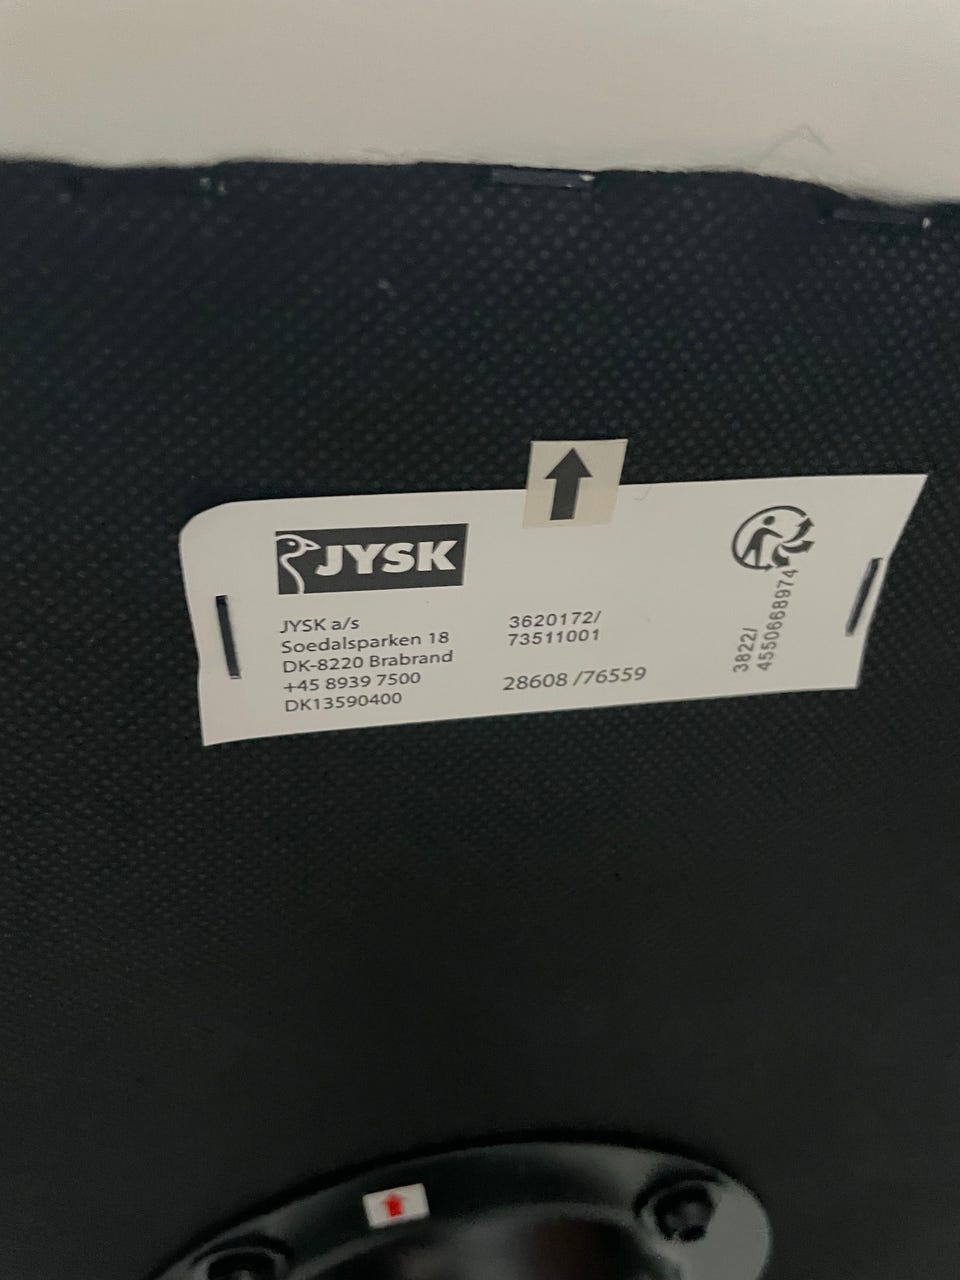 JYSK
JYSK a/s
Soedalsparken 18
DK-8220 Brabrand
+45 8939 7500
DK13590400
3620172/
73511001
28608 /76559
3822/
4550668974